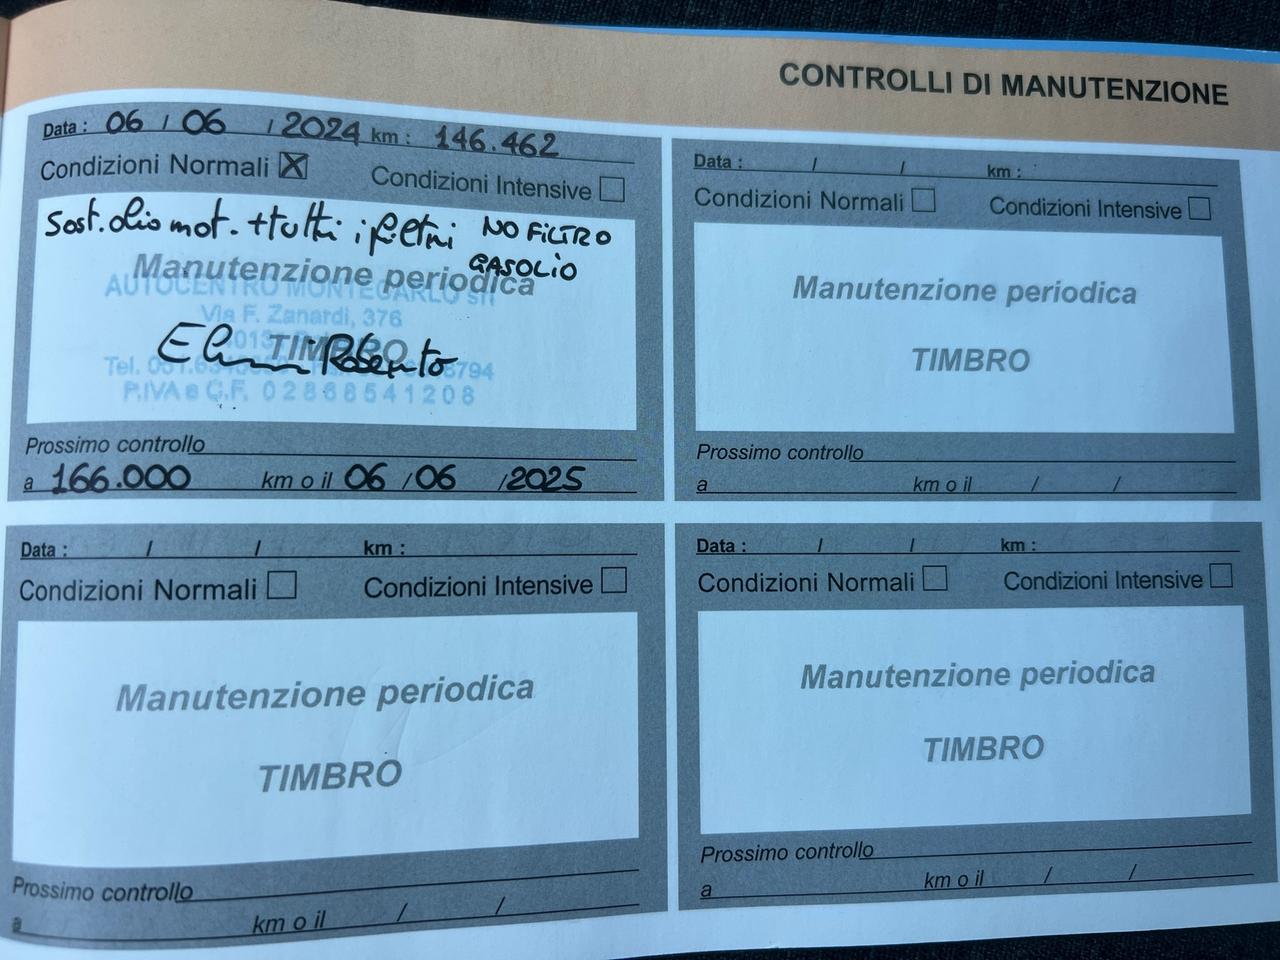 CONTROLLI DI MANUTENZIONE
Data : 06 / 06 / 2024 km : 146.462
Condizioni Normali X Condizioni Intensive
Sost. olio mot. + tutti i filtri NO FILTRO
GASOLIO
Manutenzione periodica
AUTOCENTRO MONTECARLO srl
Via F. Zanardi, 376
TIMBRO
Roberto
Tel.
P.IVA e C.F. 02868541208
Prossimo controllo
a 166.000 km o il 06 / 06 / 2025
Data : / / km :
Condizioni Normali Condizioni Intensive
Manutenzione periodica
TIMBRO
Prossimo controllo
a km o il / /
Data : / / km :
Condizioni Normali Condizioni Intensive
Manutenzione periodica
TIMBRO
Prossimo controllo
a km o il / /
Data : / / km :
Condizioni Normali Condizioni Intensive
Manutenzione periodica
TIMBRO
Prossimo controllo
a km o il / /